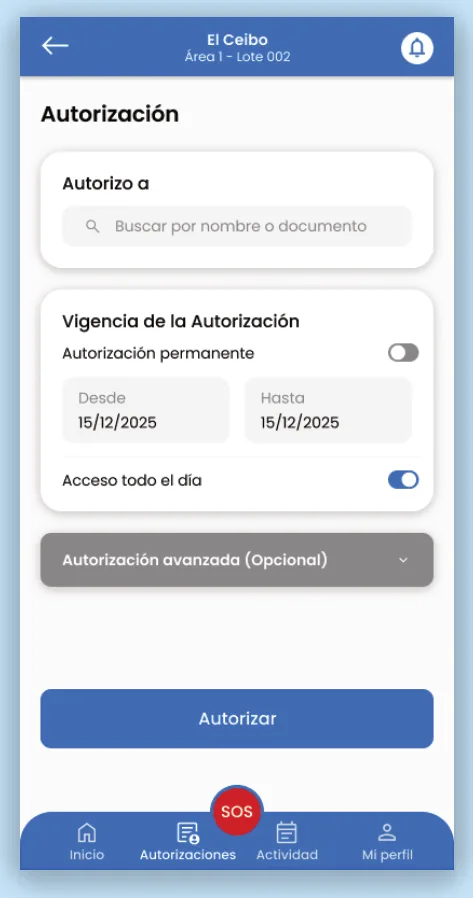 El Ceibo
Área 1 - Lote 002
Autorización
Autorizo a
Buscar por nombre o documento
Vigencia de la Autorización
Autorización permanente
Desde
15/12/2025
Hasta
15/12/2025
Acceso todo el día
Autorización avanzada (Opcional)
Autorizar
SOS
Inicio
Autorizaciones
Actividad
Mi perfil